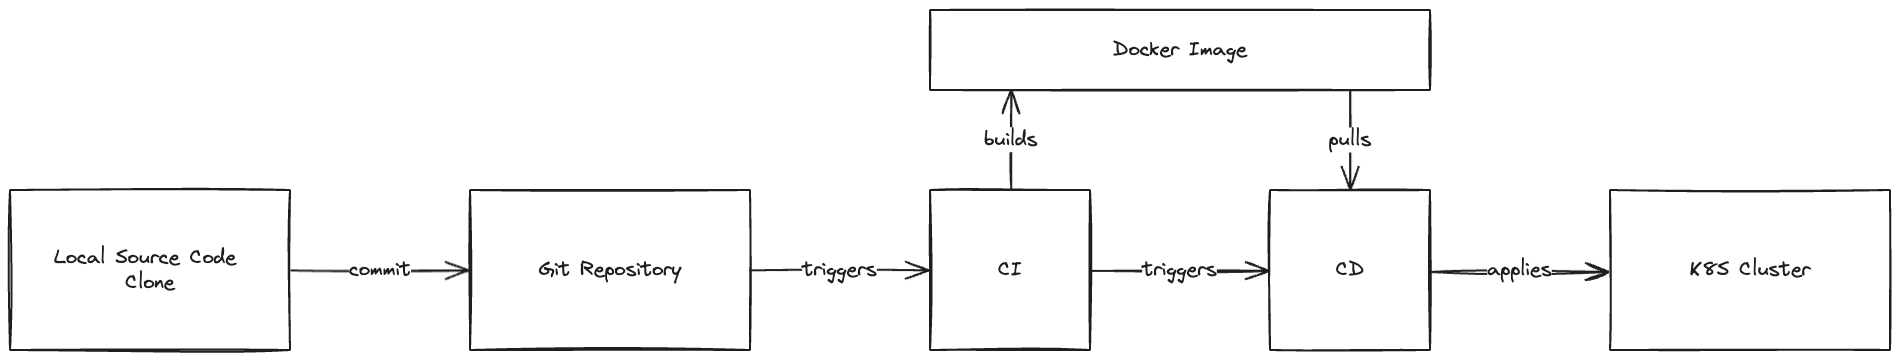 Docker Image
builds
pulls
Local Source Code
Clone
commit
Git Repository
triggers
CI
triggers
CD
applies
K8S Cluster